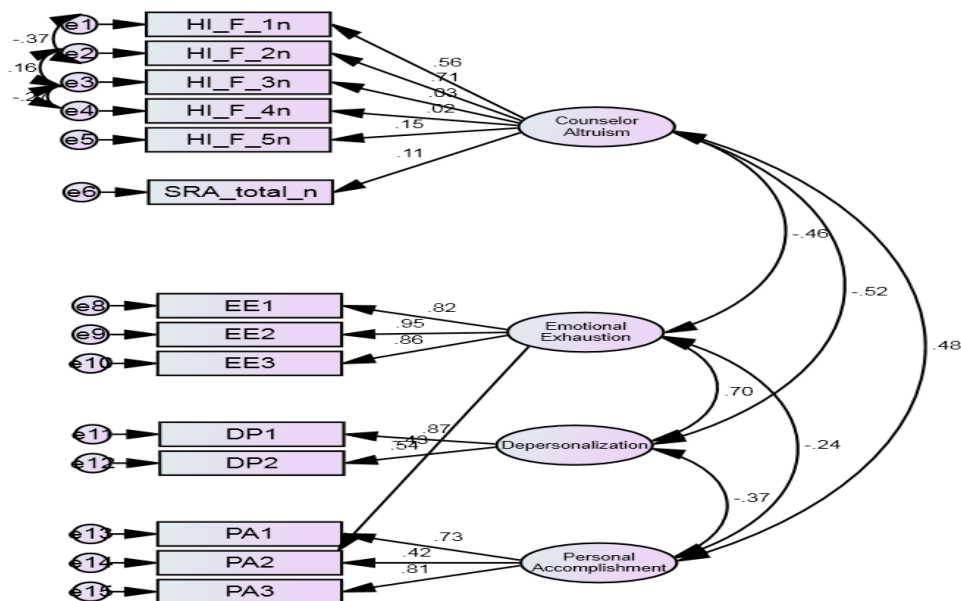 e1 HI_F_1n
-.37
e2 HI_F_2n
.56
.16
.71
e3 HI_F_3n
.03
e4 HI_F_4n
.02
e5 HI_F_5n
.15
Counselor
Altruism
.11
e6 SRA_total_n
-.46
-.52
.48
e8 EE1
.82
e9 EE2
.95
Emotional
Exhaustion
e10 EE3
.86
.70
e11 DP1
.87
e12 DP2
.54
Depersonalization
-.24
-.37
e13 PA1
.73
e14 PA2
.42
Personal
Accomplishment
e15 PA3
.81